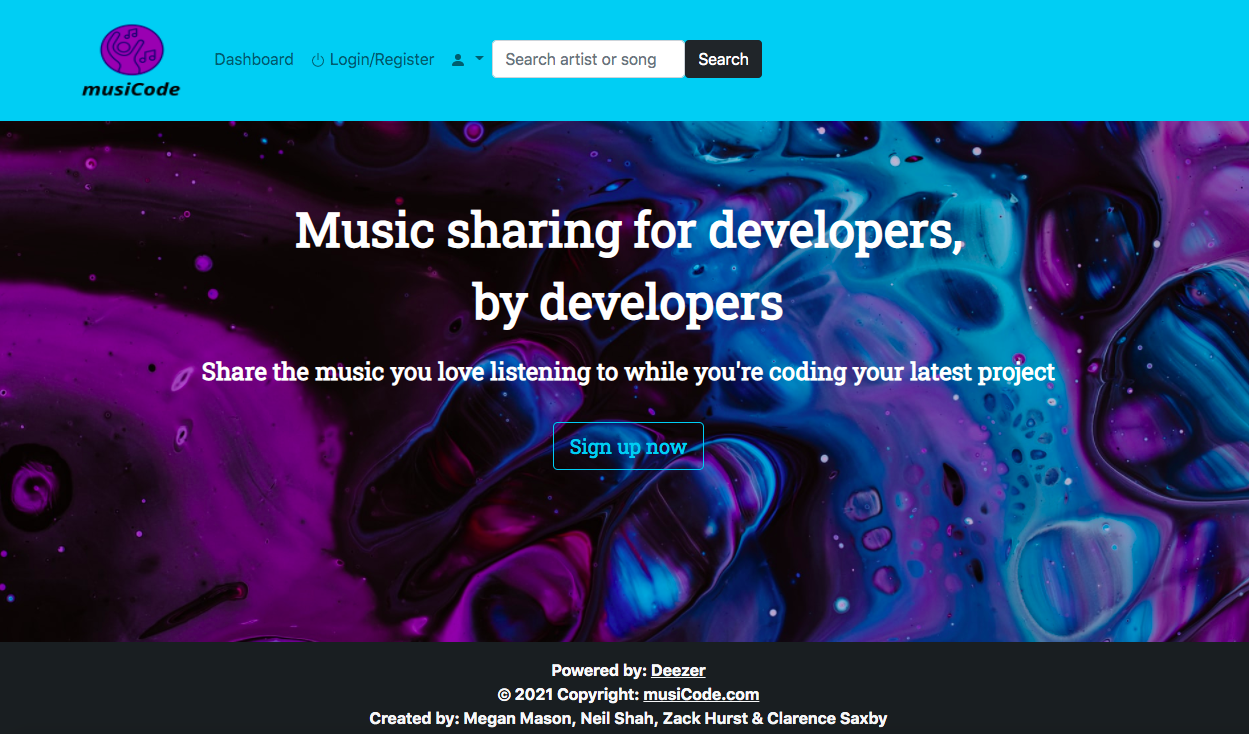 musiCode
Dashboard
Login/Register
Search artist or song
Search
Music sharing for developers,
by developers
Share the music you love listening to while you're coding your latest project
Sign up now
Powered by: Deezer
© 2021 Copyright: musiCode.com
Created by: Megan Mason, Neil Shah, Zack Hurst & Clarence Saxby